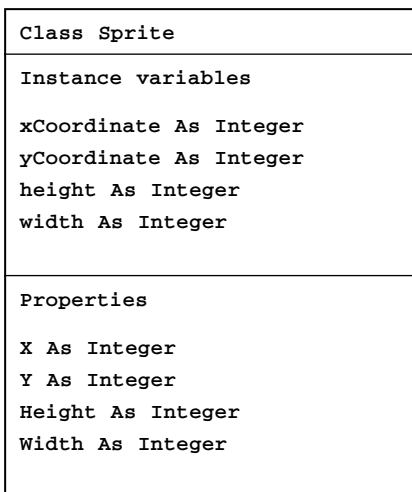 Class Sprite
Instance variables
xCoordinate As Integer
yCoordinate As Integer
height As Integer
width As Integer
Properties
X As Integer
Y As Integer
Height As Integer
Width As Integer